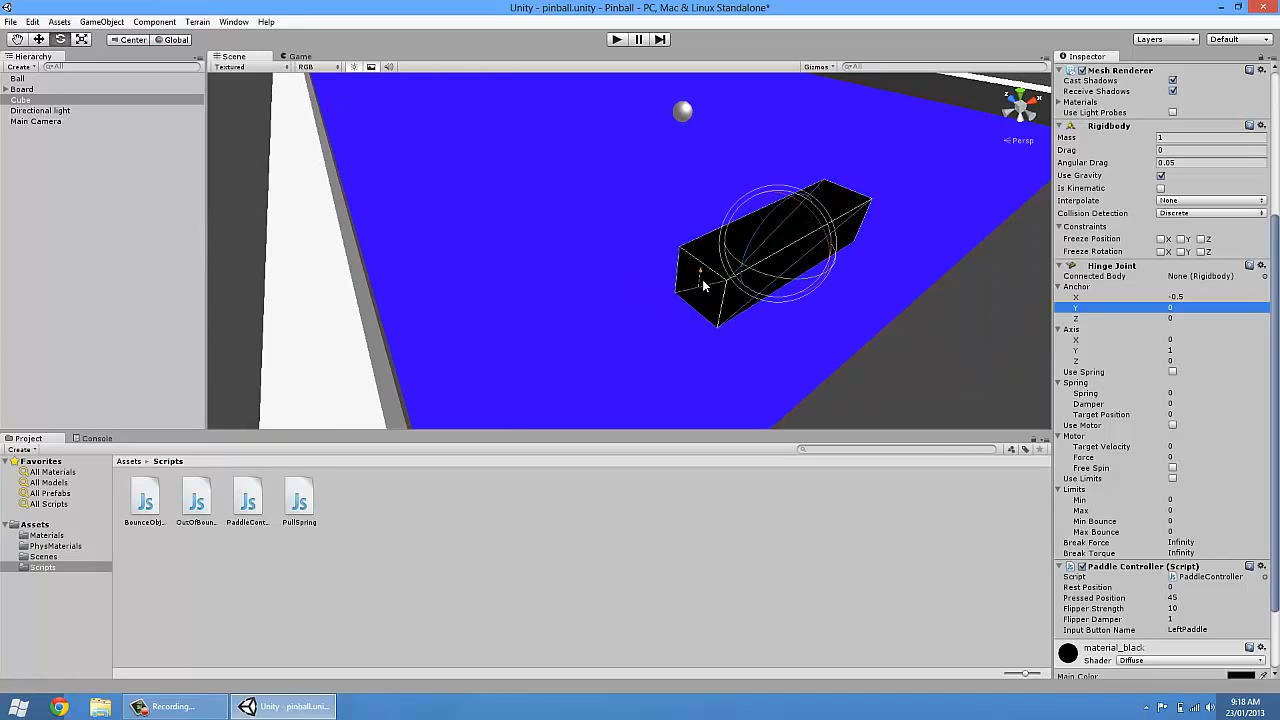 Unity - pinball.unity - Pinball - PC, Mac & Linux Standalone*
File Edit Assets GameObject Component Terrain Window Help
Center Global Layers Default
Hierarchy Scene Game Inspector
Create All Textured RGB Gizmos All
Mesh Renderer
Ball
Cast Shadows
Board
Receive Shadows
Cube
Materials
Directional light
Use Light Probes
Main Camera
Rigidbody
z x
Persp
Mass 1
Drag 0
Angular Drag 0.05
Use Gravity
Is Kinematic
Interpolate None
Collision Detection Discrete
Constraints
Freeze Position X Y Z
Freeze Rotation X Y Z
Hinge Joint
Connected Body None (Rigidbody)
Anchor
X -0.5
Y 0
Z 0
Axis
X 0
Y 1
Z 0
Use Spring
Spring
Spring 0
Damper 0
Target Position 0
Use Motor
Motor
Target Velocity 0
Force 0
Free Spin
Use Limits
Limits
Min 0
Max 0
Min Bounce 0
Max Bounce 0
Break Force Infinity
Break Torque Infinity
Paddle Controller (Script)
Script PaddleController
Rest Position 0
Pressed Position 45
Flipper Strength 10
Flipper Damper 1
Input Button Name LeftPaddle
material_black
Shader Diffuse
Main Color
Project Console
Create
Favorites
All Materials
All Models
All Prefabs
All Scripts
Assets
Materials
PhysMaterials
Scenes
Scripts
Assets Scripts
JS JS JS JS
BounceObj... OutOfBoun... PaddleCont... PullSpring
Recording... Unity - pinball.uni...
9:18 AM
23/01/2013